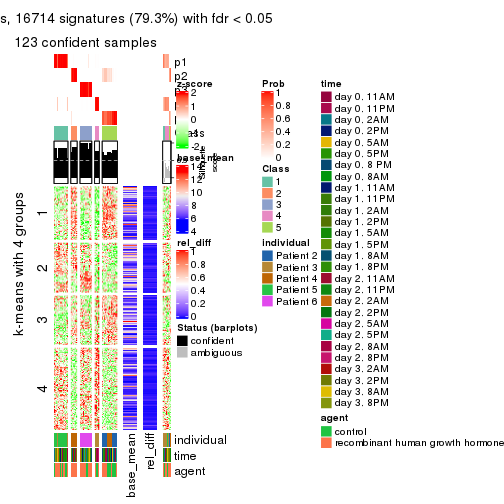 s, 16714 signatures (79.3%) with fdr < 0.05
123 confident samples
p1
p2
z-score
2
-2
base_mean
14
12
6
4
rel_diff
1
0.8
0.6
0.4
0.2
0
Status (barplots)
confident
ambiguous
Prob
1
0.8
0.6
0.4
0.2
0
Class
1
2
3
4
5
individual
Patient 2
Patient 3
Patient 4
Patient 5
Patient 6
time
day 0. 11AM
day 0. 11PM
day 0. 2AM
day 0. 2PM
day 0. 5AM
day 0. 5PM
day 0. 8 PM
day 0. 8AM
day 1. 11AM
day 1. 11PM
day 1. 2AM
day 1. 2PM
day 1. 5AM
day 1. 5PM
day 1. 8AM
day 1. 8PM
day 2. 11AM
day 2. 11PM
day 2. 2AM
day 2. 2PM
day 2. 5AM
day 2. 5PM
day 2. 8AM
day 2. 8PM
day 3. 2AM
day 3. 2PM
day 3. 8AM
day 3. 8PM
agent
control
recombinant human growth hormone
k-means with 4 groups
1
2
3
4
base_mean
rel_diff
individual
time
agent